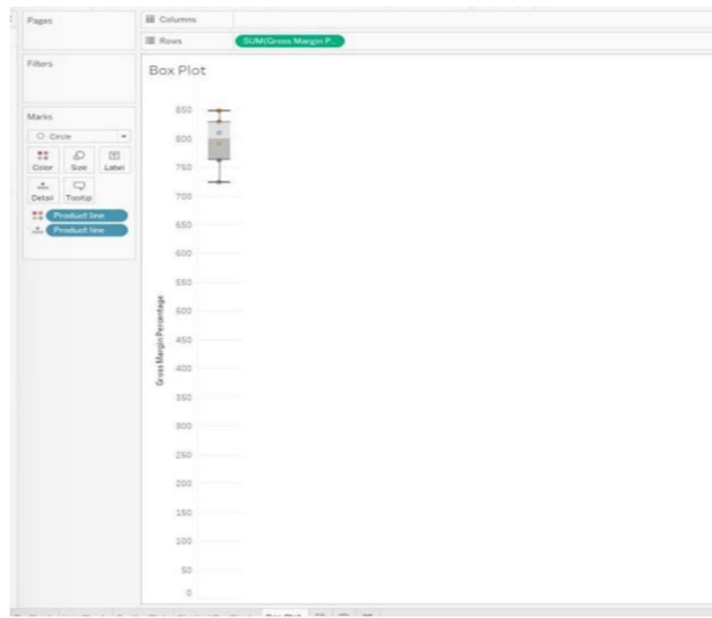 Pages
Columns
Rows
SUM(Gross Margin P..
Filters
Box Plot
Marks
Circle
Color
Size
Label
Detail
Tooltip
Product line
Product line
Gross Margin Percentage
850
800
750
700
650
600
550
500
450
400
350
300
250
200
150
100
50
0
Box Plot